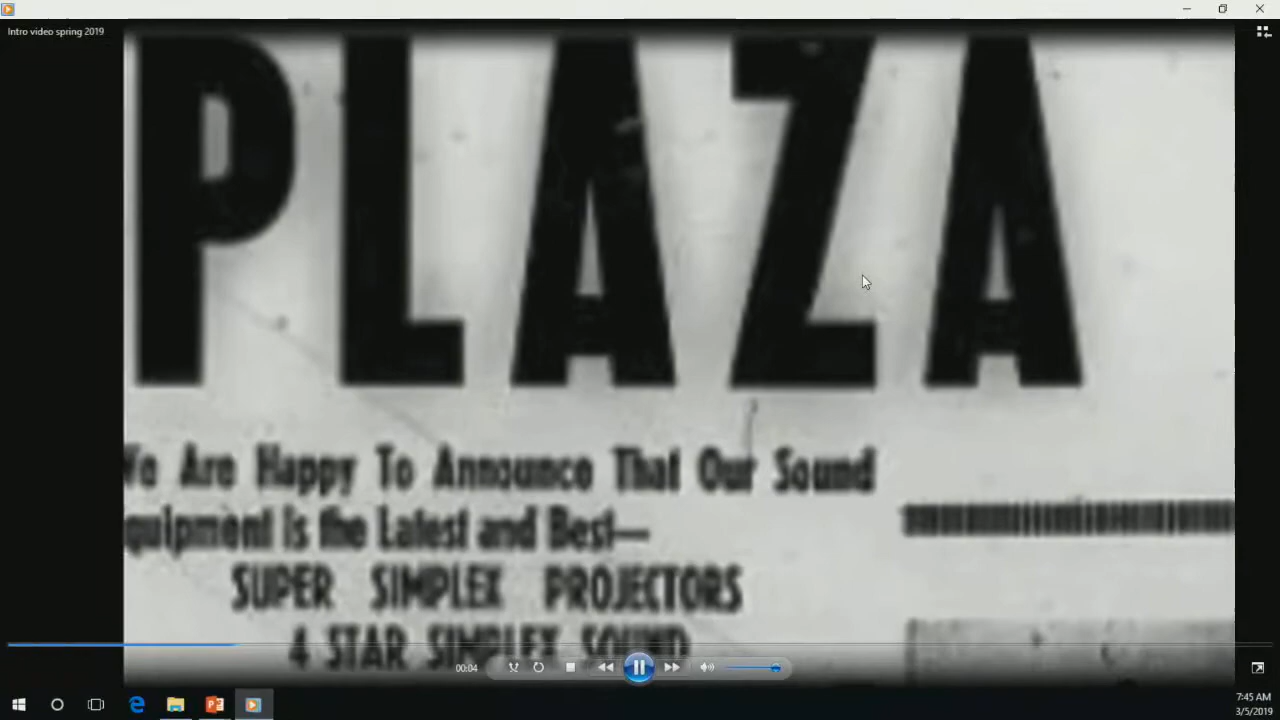 Intro video spring 2019
PLAZA
We Are Happy To Announce That Our Sound
quipment is the Latest and Best—
SUPER SIMPLEX PROJECTORS
4 STAR SIMPLEX SOUND
00:04
7:45 AM
3/5/2019